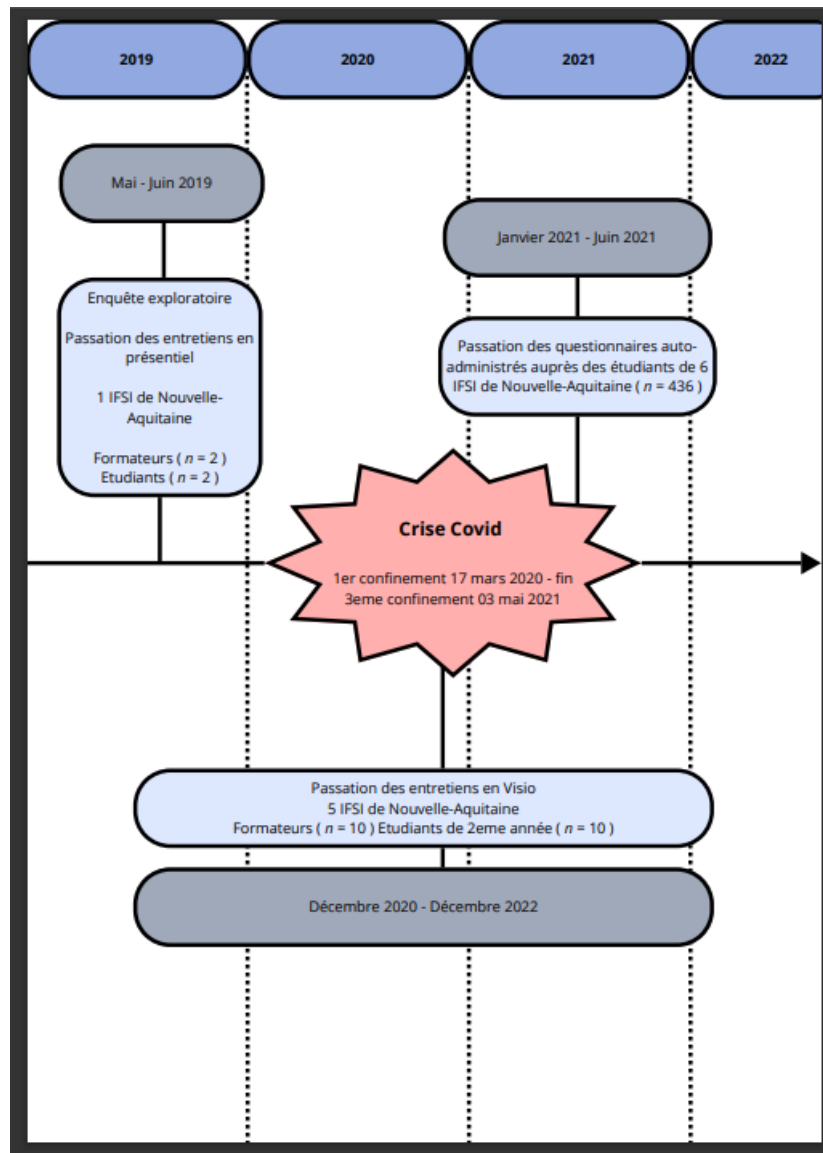 2019
2020
2021
2022
Mai - Juin 2019
Janvier 2021 - Juin 2021
Enquête exploratoire
Passation des entretiens en
présentiel
1 IFSI de Nouvelle-
Aquitaine
Formateurs ( n = 2 )
Etudiants ( n = 2 )
Passation des questionnaires auto-
administrés auprès des étudiants de 6
IFSI de Nouvelle-Aquitaine ( n = 436 )
Crise Covid
1er confinement 17 mars 2020 - fin
3eme confinement 03 mai 2021
Passation des entretiens en Visio
5 IFSI de Nouvelle-Aquitaine
Formateurs ( n = 10 ) Etudiants de 2eme année ( n = 10 )
Décembre 2020 - Décembre 2022